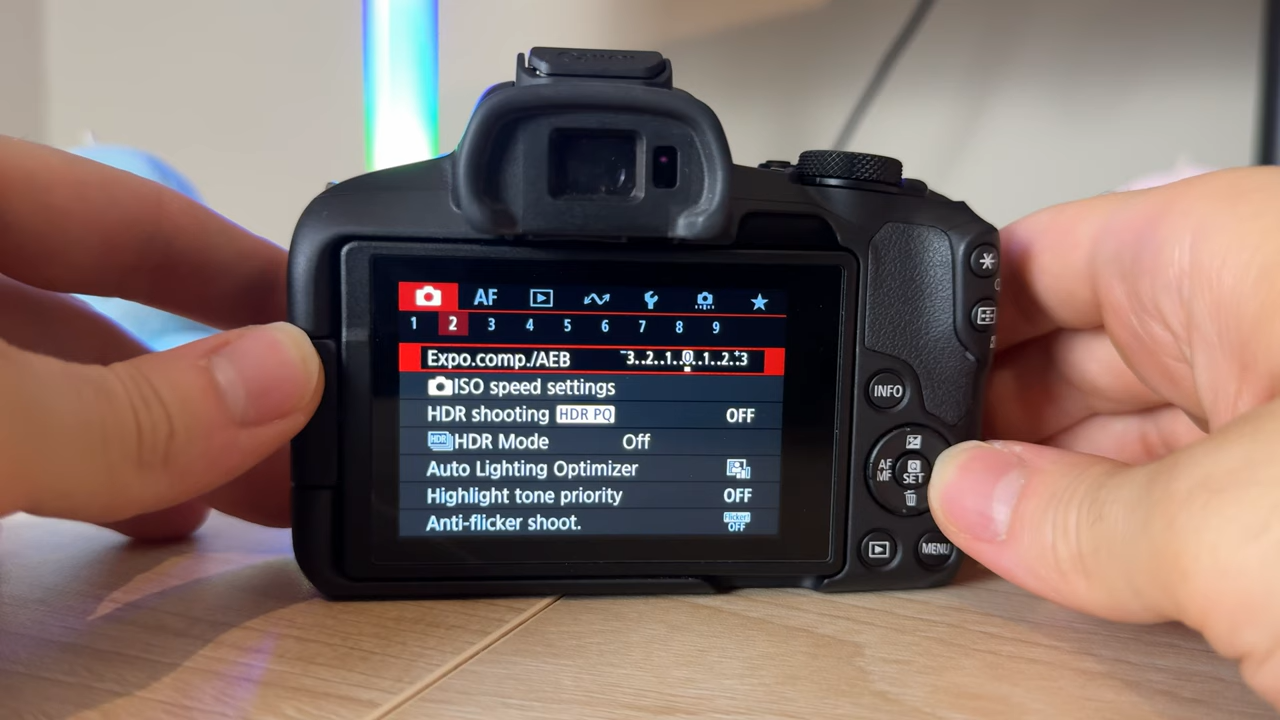 Canon
AF
1 2 3 4 5 6 7 8 9
Expo.comp./AEB -3..2..1..0..1..2.+3
ISO speed settings
HDR shooting HDR PQ OFF
HDR HDR Mode Off
Auto Lighting Optimizer
Highlight tone priority OFF
Anti-flicker shoot. Flicker! OFF
INFO
AF
MF
Q
SET
MENU